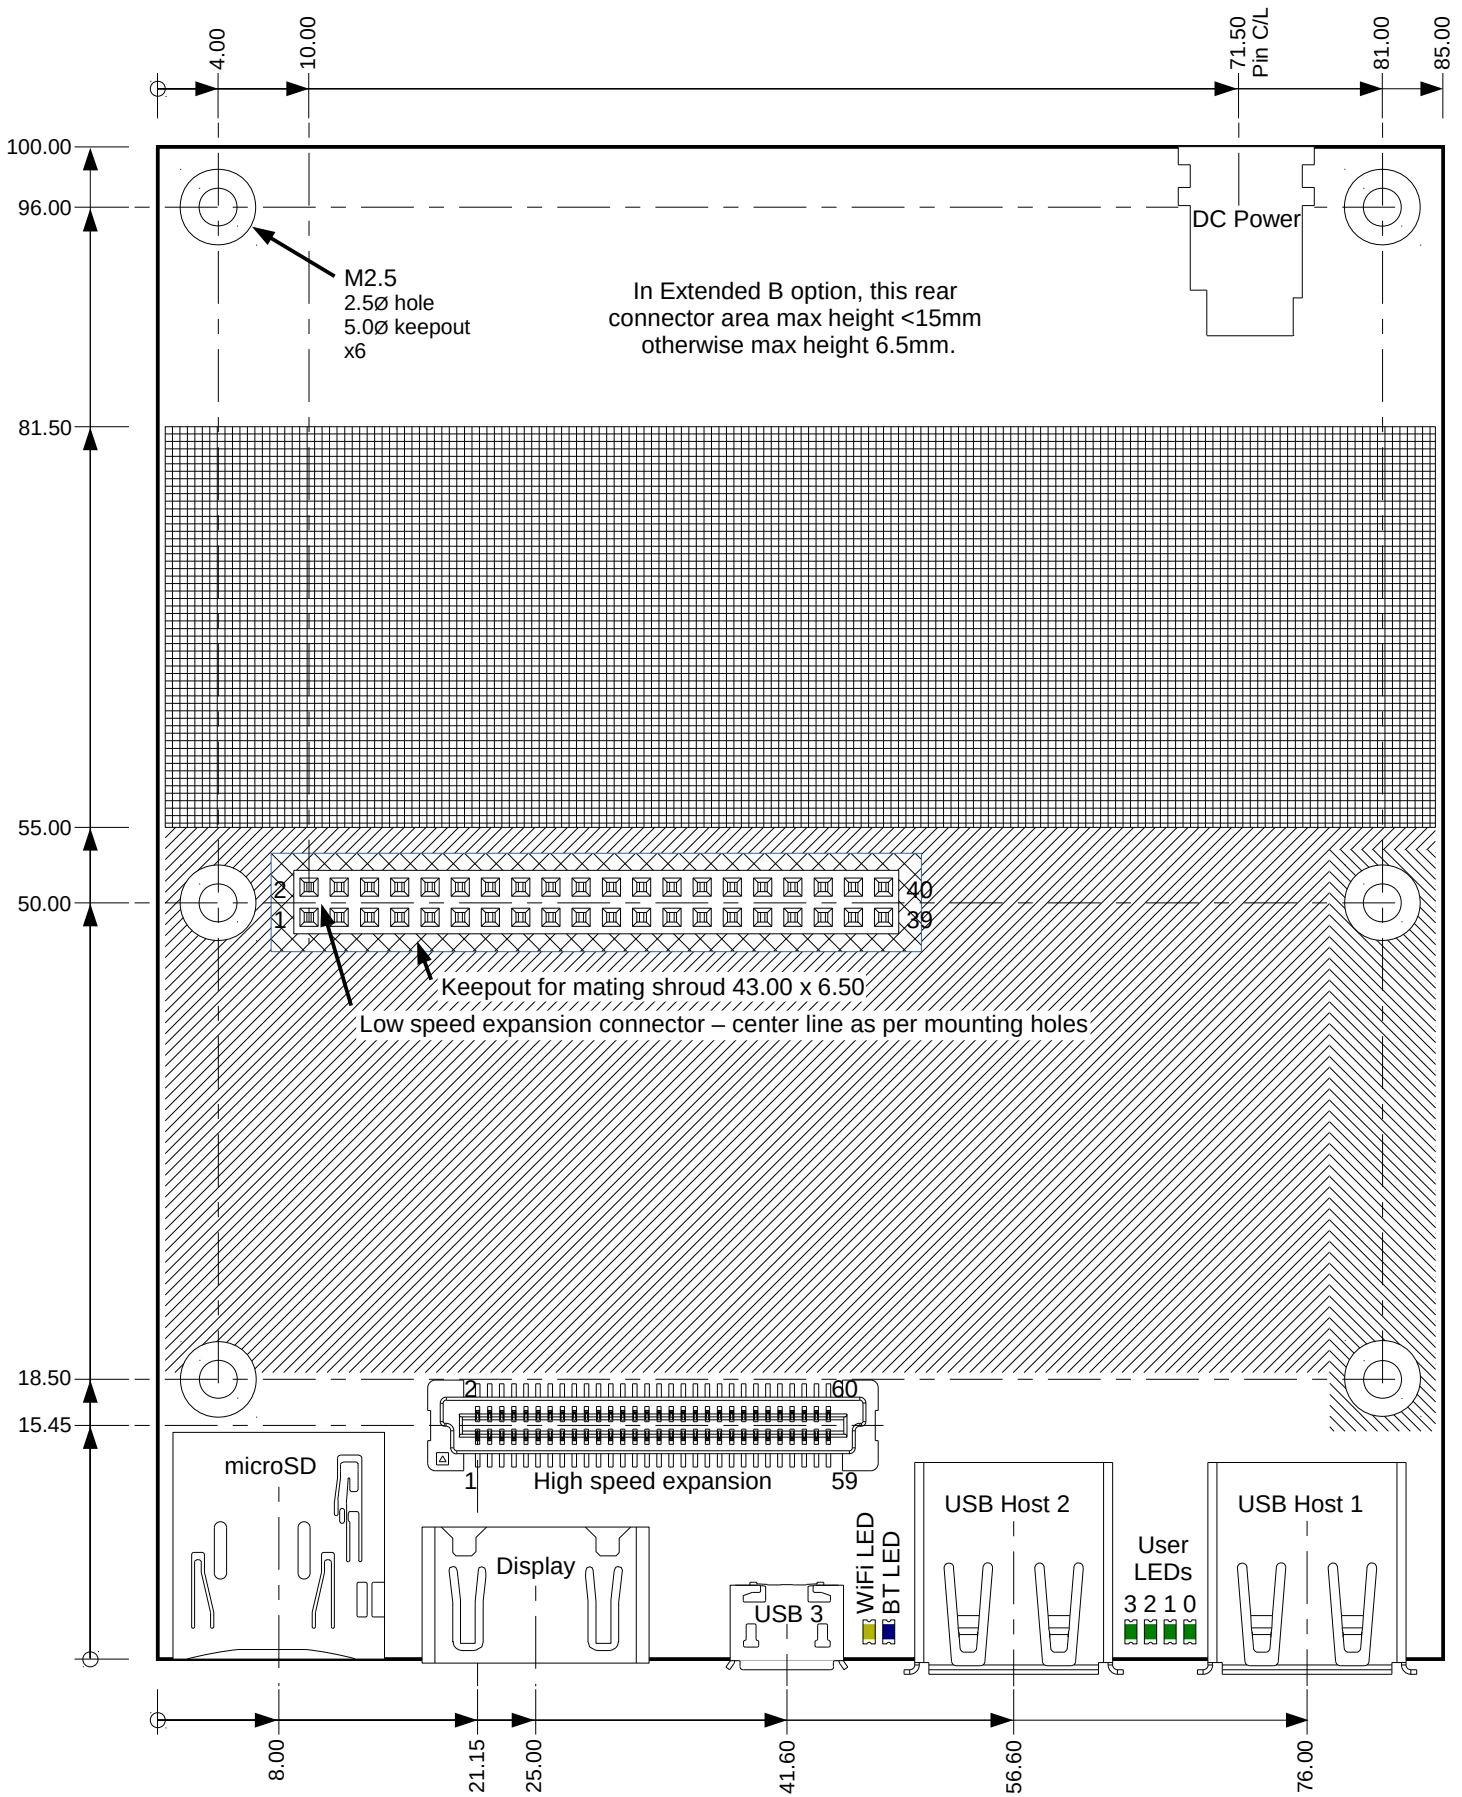 4.00
10.00
71.50
Pin C/L
81.00
85.00
100.00
96.00
DC Power
M2.5
2.5Ø hole
5.0Ø keepout
x6
In Extended B option, this rear
connector area max height <15mm
otherwise max height 6.5mm.
81.50
55.00
2
40
50.00
1
39
Keepout for mating shroud 43.00 x 6.50
Low speed expansion connector – center line as per mounting holes
18.50
2
60
15.45
microSD
1
High speed expansion
59
USB Host 2
USB Host 1
WiFi LED
BT LED
User
LEDs
Display
3 2 1 0
USB 3
8.00
21.15
25.00
41.60
56.60
76.00